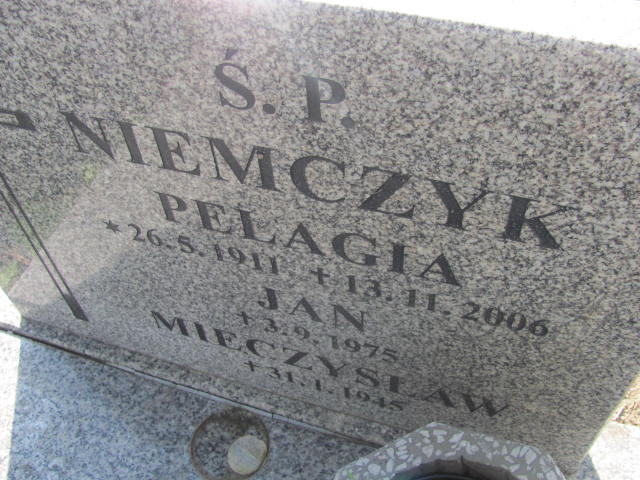 Ś. P.
NIEMCZYK
PELAGIA
* 26. 5. 1911 + 13. 11. 2006
JAN
+ 3. 9. 1975
MIECZYSŁAW
+ 31. 1. 1945